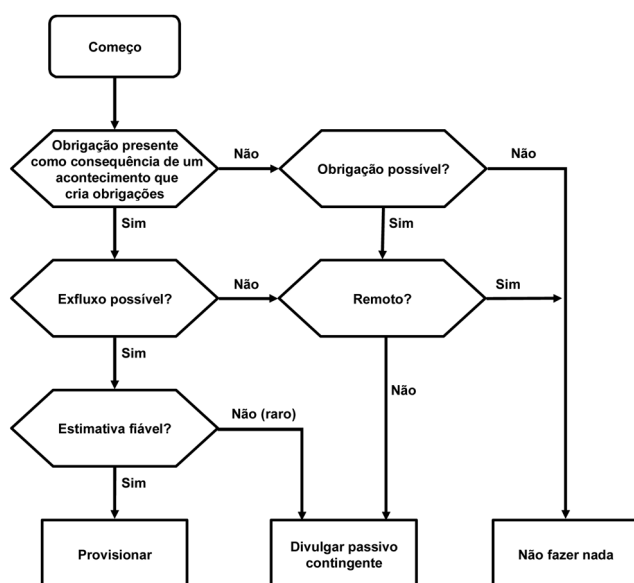 Começo
Obrigação presente
como consequência de um
acontecimento que
cria obrigações
Não
Obrigação possível?
Não
Sim
Sim
Exfluxo possível?
Não
Remoto?
Sim
Sim
Não
Estimativa fiável?
Não (raro)
Sim
Provisionar
Divulgar passivo
contingente
Não fazer nada